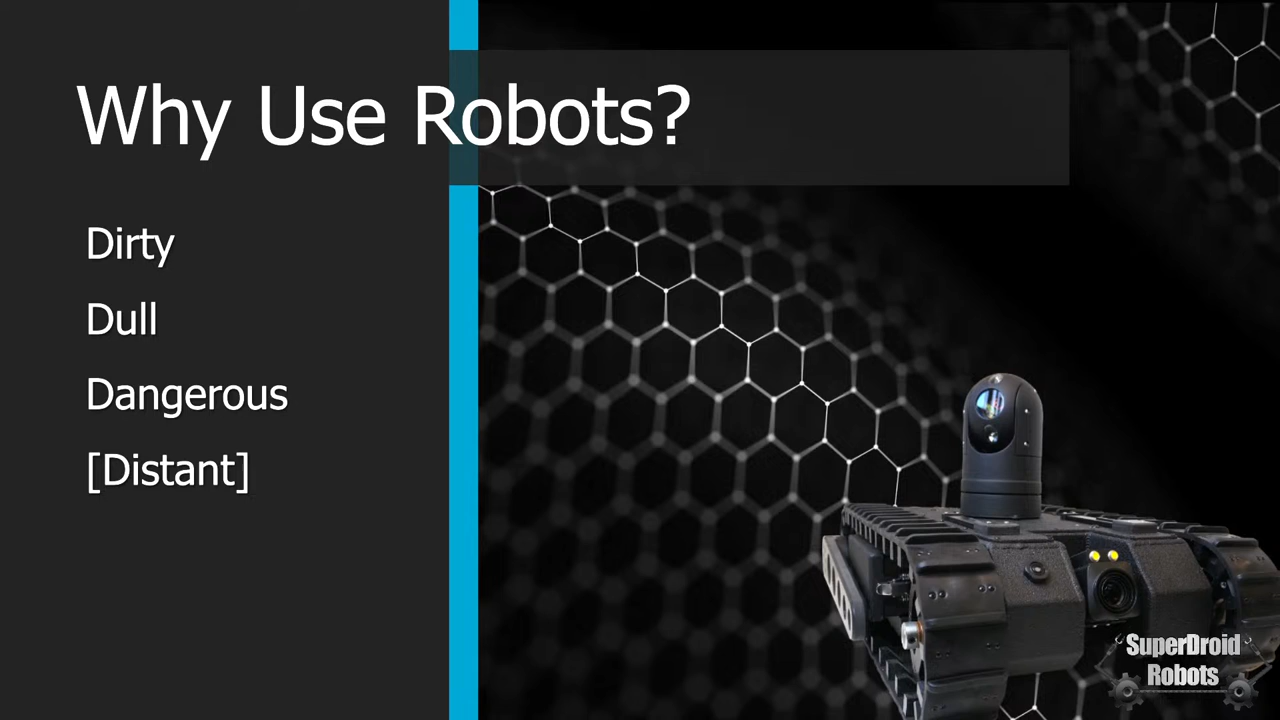 Why Use Robots?
Dirty
Dull
Dangerous
[Distant]
SuperDroid
Robots